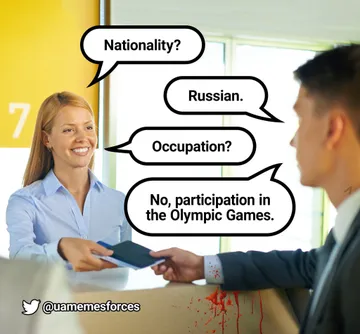 Nationality?
Russian.
Occupation?
No, participation in
the Olympic Games.
7
@uamemesforces